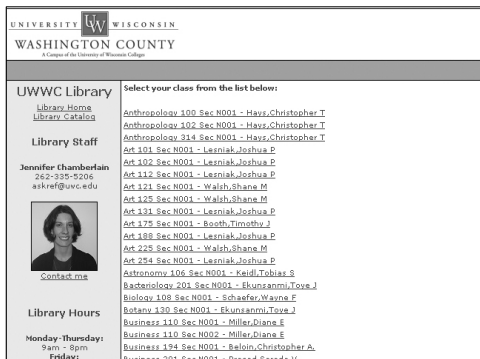 UNIVERSITY UW WISCONSIN
WASHINGTON COUNTY
A Campus of the University of Wisconsin Colleges
UWWC Library
Library Home
Library Catalog
Library Staff
Jennifer Chamberlain
262-335-5206
askref@uwc.edu
Contact me
Library Hours
Monday-Thursday:
9am - 8pm
Friday:
Select your class from the list below:
Anthropology 100 Sec N001 - Hays,Christopher T
Anthropology 102 Sec N001 - Hays,Christopher T
Anthropology 314 Sec N001 - Hays,Christopher T
Art 101 Sec N001 - Lesniak,Joshua P
Art 102 Sec N001 - Lesniak,Joshua P
Art 112 Sec N001 - Lesniak,Joshua P
Art 121 Sec N001 - Walsh,Shane M
Art 125 Sec N001 - Walsh,Shane M
Art 131 Sec N001 - Lesniak,Joshua P
Art 175 Sec N001 - Booth,Timothy J
Art 188 Sec N001 - Lesniak,Joshua P
Art 225 Sec N001 - Walsh,Shane M
Art 254 Sec N001 - Lesniak,Joshua P
Astronomy 106 Sec N001 - Keidl,Tobias S
Bacteriology 201 Sec N001 - Ekunsanmi,Toye J
Biology 108 Sec N001 - Schaefer,Wayne F
Botany 130 Sec N001 - Ekunsanmi,Toye J
Business 110 Sec N001 - Miller,Diane E
Business 110 Sec N002 - Miller,Diane E
Business 194 Sec N001 - Beloin,Christopher A.
Business 201 Sec N001